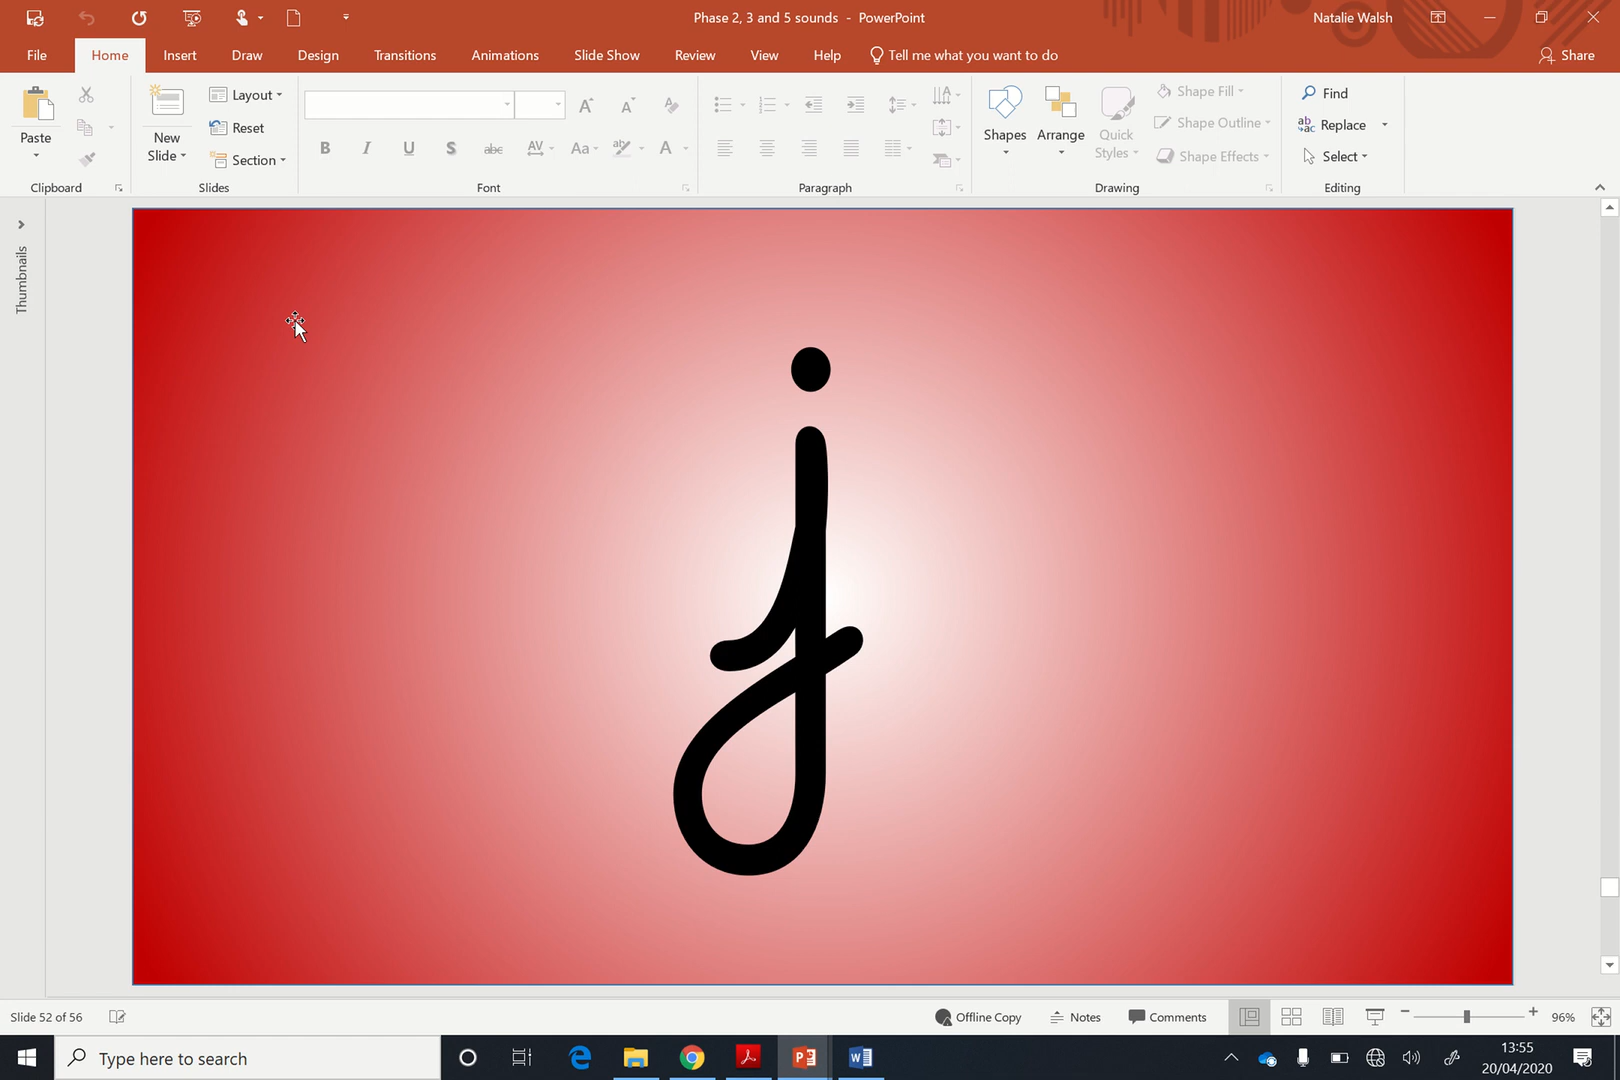 Phase 2, 3 and 5 sounds - PowerPoint
Natalie Walsh
File Home Insert Draw Design Transitions Animations Slide Show Review View Help Tell me what you want to do Share
Paste
New Slide
Layout
Reset
Section
B I U S abc AV Aa A
Shapes
Arrange
Quick Styles
Shape Fill
Shape Outline
Shape Effects
Find
Replace
Select
Clipboard Slides Font Paragraph Drawing Editing
Thumbnails
j
Slide 52 of 56
Offline Copy Notes Comments 96%
Type here to search
13:55
20/04/2020